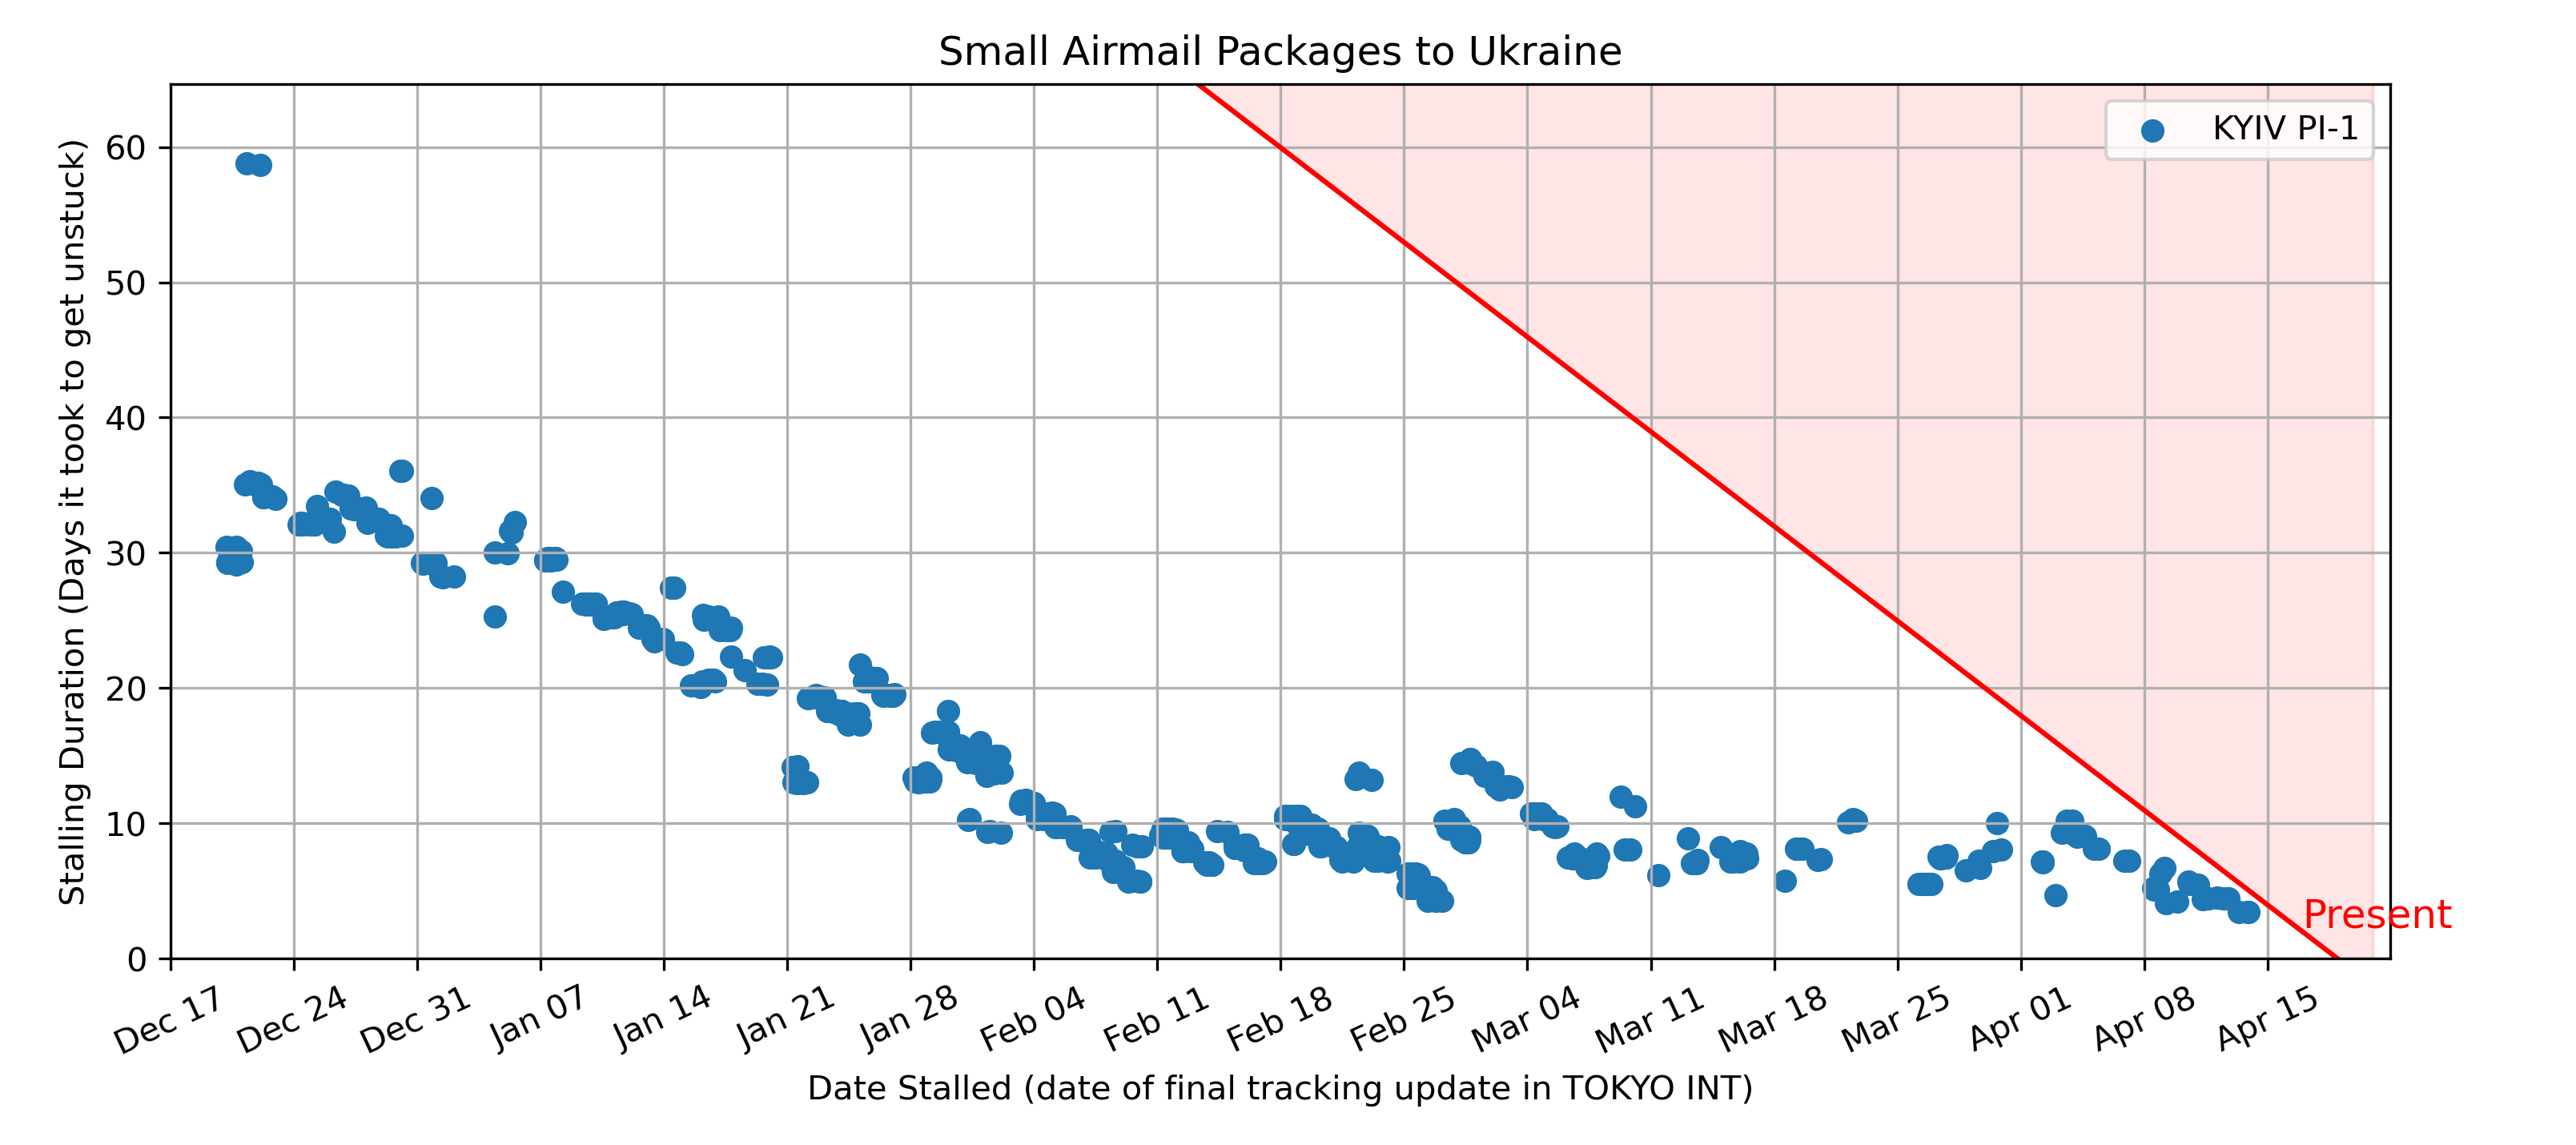 Small Airmail Packages to Ukraine
KYIV PI-1
Stalling Duration (Days it took to get unstuck)
60
50
40
30
20
10
0
Present
Dec 17
Dec 24
Dec 31
Jan 07
Jan 14
Jan 21
Jan 28
Feb 04
Feb 11
Feb 18
Feb 25
Mar 04
Mar 11
Mar 18
Mar 25
Apr 01
Apr 08
Apr 15
Date Stalled (date of final tracking update in TOKYO INT)